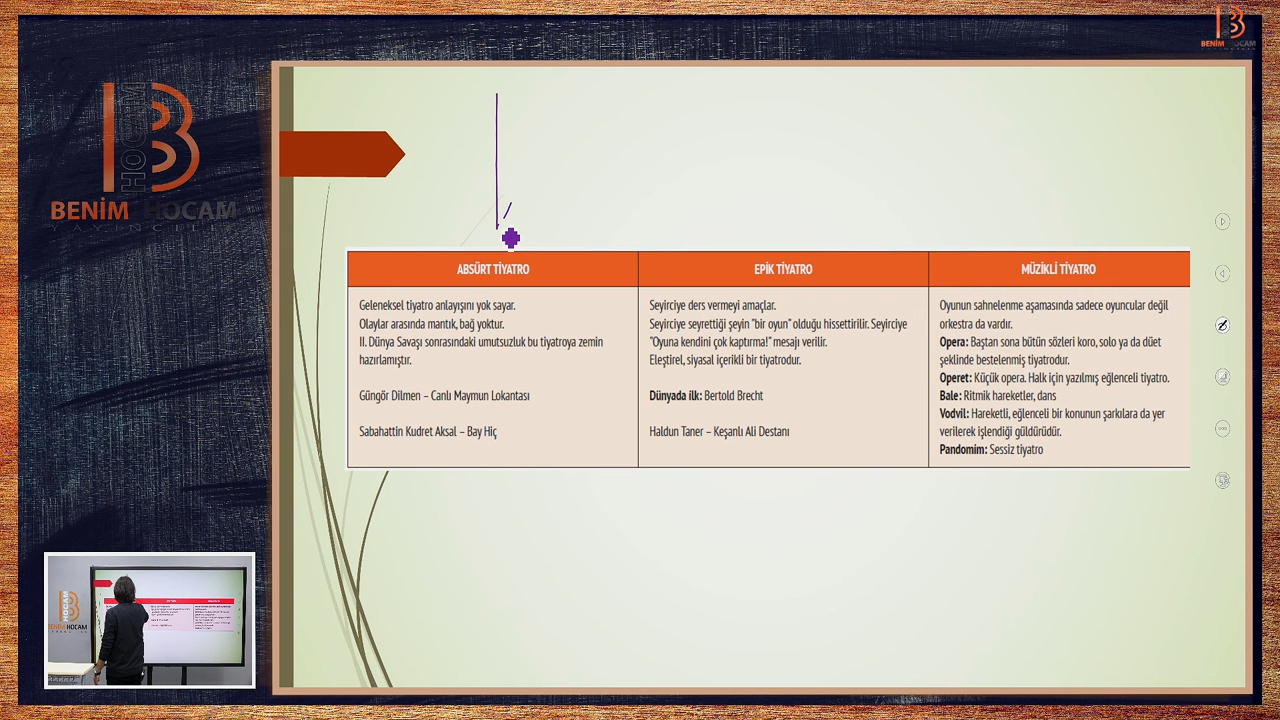 BENİM HOCAM
BENİM HOCAM
YAYINCILIK
ABSÜRT TİYATRO
Geleneksel tiyatro anlayışını yok sayar.
Olaylar arasında mantık, bağ yoktur.
II. Dünya Savaşı sonrasındaki umutsuzluk bu tiyatroya zemin
hazırlamıştır.
Güngör Dilmen – Canlı Maymun Lokantası
Sabahattin Kudret Aksal – Bay Hiç
EPİK TİYATRO
Seyirciye ders vermeyi amaçlar.
Seyirciye seyrettiği şeyin "bir oyun" olduğu hissettirilir. Seyirciye
"Oyuna kendini çok kaptırma!" mesajı verilir.
Eleştirel, siyasal içerikli bir tiyatrodur.
Dünyada ilk: Bertold Brecht
Haldun Taner – Keşanlı Ali Destanı
MÜZİKLİ TİYATRO
Oyunun sahnelenme aşamasında sadece oyuncular değil
orkestra da vardır.
Opera: Baştan sona bütün sözleri koro, solo ya da düet
şeklinde bestelenmiş tiyatrodur.
Operet: Küçük opera. Halk için yazılmış eğlenceli tiyatro.
Bale: Ritmik hareketler, dans
Vodvil: Hareketli, eğlenceli bir konunun şarkılara da yer
verilerek işlendiği güldürüdür.
Pandomim: Sessiz tiyatro
HOCAM
BENİM HOCAM